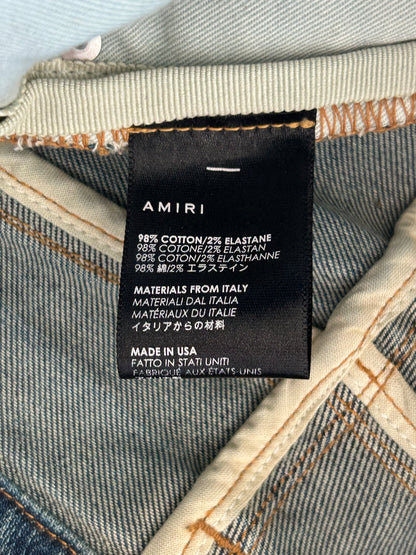 AMIRI
98% COTTON/2% ELASTANE
98% COTONE/2% ELASTAN
98% COTTON/2% ELASTHANNE
98% 綿/2% エラステイン
MATERIALS FROM ITALY
MATERIALI DAL ITALIA
MATÉRIAUX DU ITALIE
イタリアからの材料
MADE IN USA
FATTO IN STATI UNITI
FABRIQUÉ AUX ÉTATS-UNIS